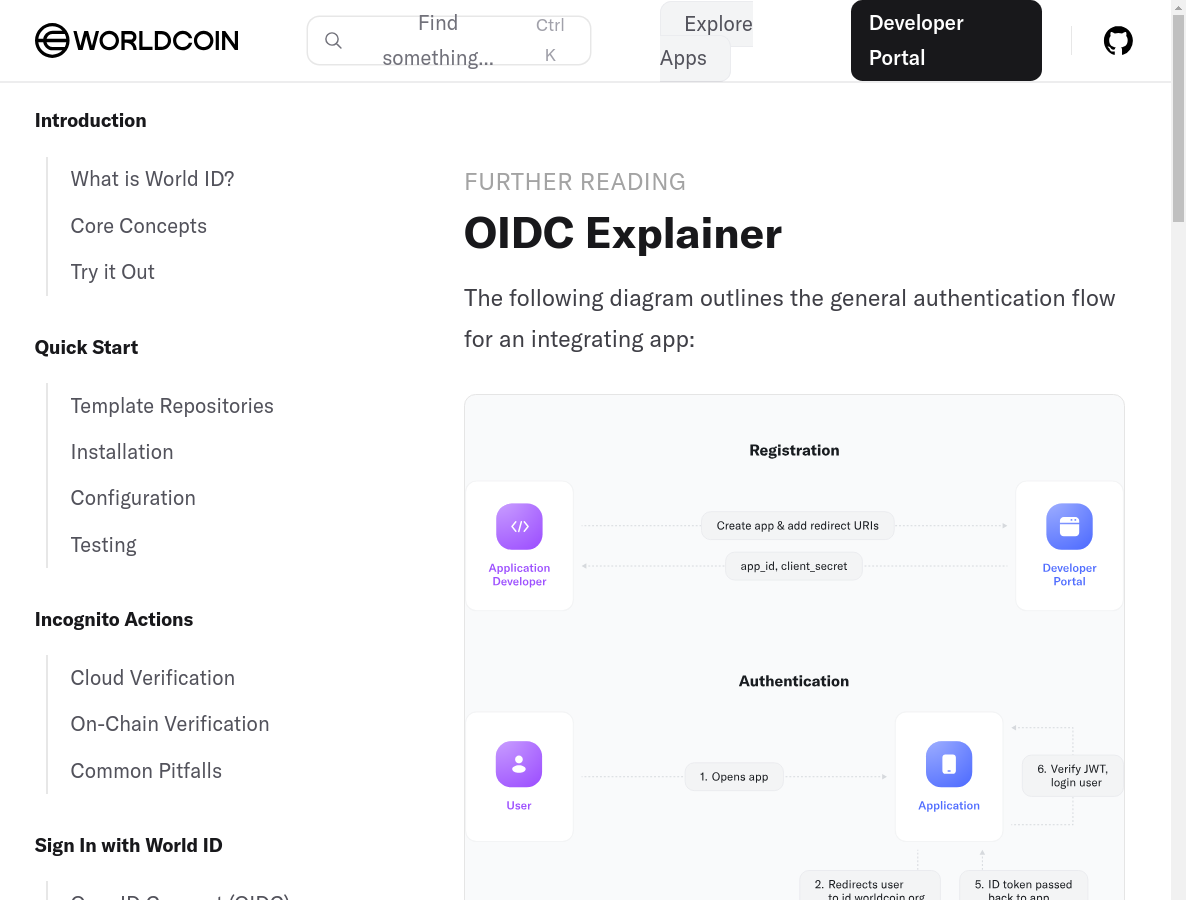 WORLDCOIN
Find
something...
Ctrl
K
Explore
Apps
Developer
Portal
Introduction
What is World ID?
Core Concepts
Try it Out
Quick Start
Template Repositories
Installation
Configuration
Testing
Incognito Actions
Cloud Verification
On-Chain Verification
Common Pitfalls
Sign In with World ID
FURTHER READING
OIDC Explainer
The following diagram outlines the general authentication flow
for an integrating app:
Registration
Application
Developer
Create app & add redirect URIs
app_id, client_secret
Developer
Portal
Authentication
User
1. Opens app
Application
6. Verify JWT,
login user
2. Redirects user
to id.worldcoin.org
5. ID token passed
back to app